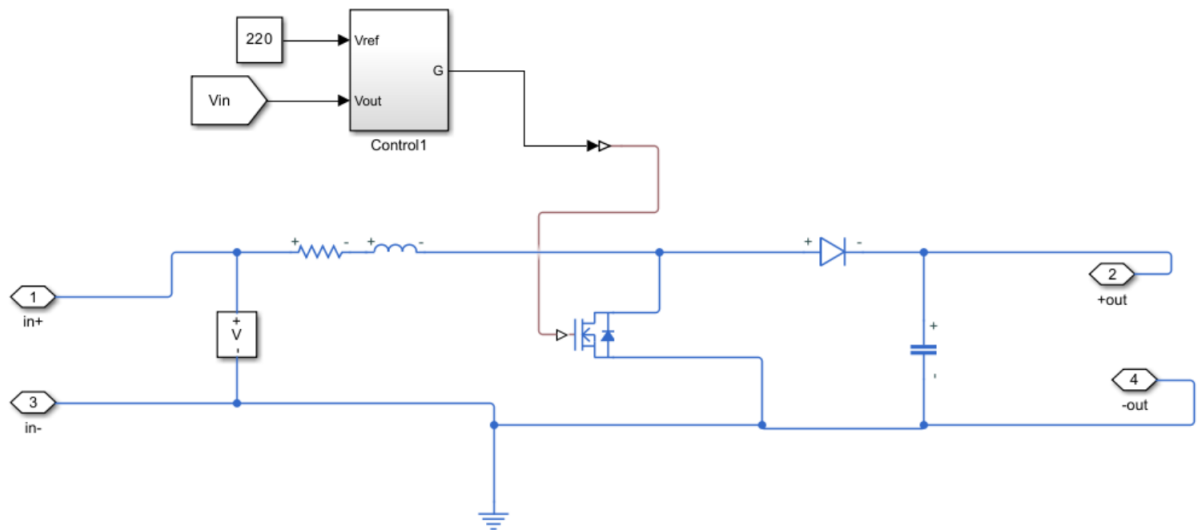 220
Vref
G
Vin
Vout
Control1
+ - + -
+ -
1
in+
2
+out
+
V
-
+
-
3
in-
4
-out